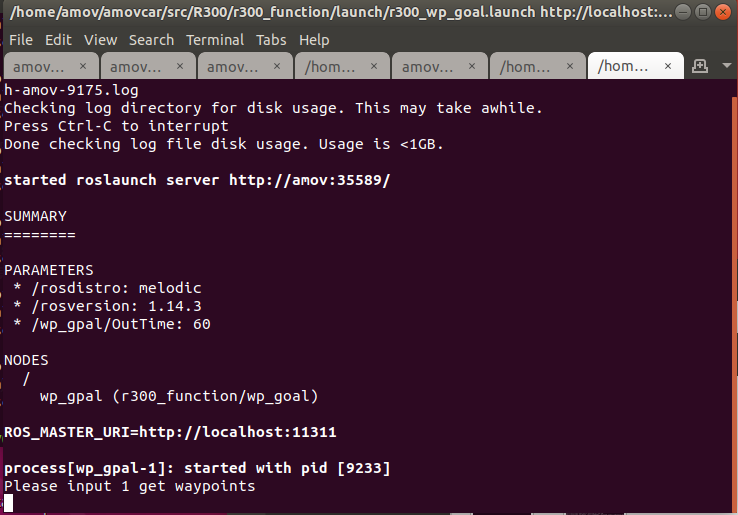 /home/amov/amovcar/src/R300/r300_function/launch/r300_wp_goal.launch http://localhost:...
File Edit View Search Terminal Tabs Help
amov... × amov... × amov... × /hom... × amov... × /hom... × /hom... ×
h-amov-9175.log
Checking log directory for disk usage. This may take awhile.
Press Ctrl-C to interrupt
Done checking log file disk usage. Usage is <1GB.
started roslaunch server http://amov:35589/
SUMMARY
========
PARAMETERS
* /rosdistro: melodic
* /rosversion: 1.14.3
* /wp_gpal/OutTime: 60
NODES
/
wp_gpal (r300_function/wp_goal)
ROS_MASTER_URI=http://localhost:11311
process[wp_gpal-1]: started with pid [9233]
Please input 1 get waypoints